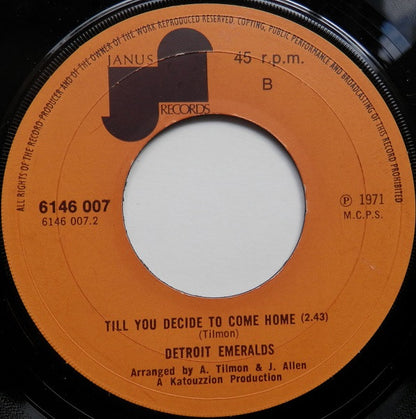 ALL RIGHTS OF THE RECORD PRODUCER AND OF THE OWNER OF THE WORK REPRODUCED RESERVED, COPYING, PUBLIC PERFORMANCE AND BROADCASTING OF THIS RECORD PROHIBITED
JANUS
RECORDS
45 r.p.m.
B
6146 007
6146 007.2
℗ 1971
M.C.P.S.
TILL YOU DECIDE TO COME HOME (2.43)
(Tilmon)
DETROIT EMERALDS
Arranged by A. Tilmon & J. Allen
A Katouzzion Production